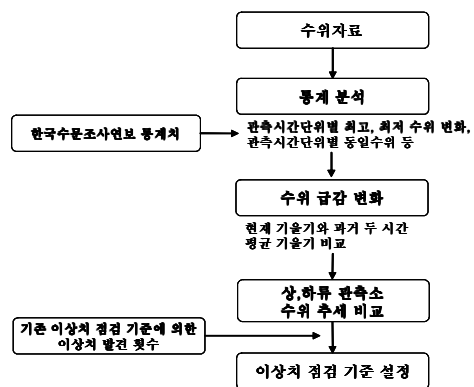 수위자료
통계 분석
한국수문조사연보 통계치
관측시간단위별 최고, 최저 수위 변화,
관측시간단위별 동일수위 등
수위 급감 변화
현재 기울기와 과거 두 시간
평균 기울기 비교
상,하류 관측소
수위 추세 비교
기존 이상치 점검 기준에 의한
이상치 발견 횟수
이상치 점검 기준 설정